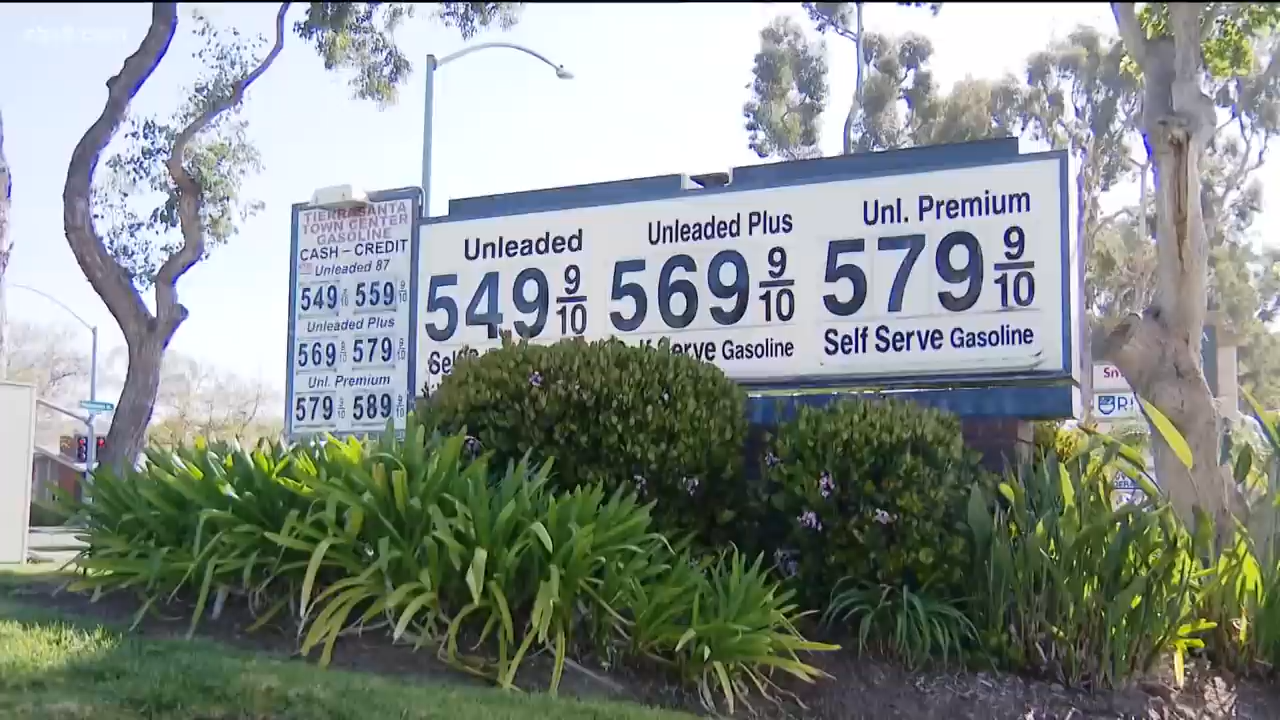 TIERRASANTA
TOWN CENTER
GASOLINE
CASH - CREDIT
Unleaded 87
549 9/10 559 9/10
Unleaded Plus
569 9/10 579 9/10
Unl. Premium
579 9/10 589 9/10
Unleaded
549 9/10
Self
Unleaded Plus
569 9/10
Self Serve Gasoline
Unl. Premium
579 9/10
Self Serve Gasoline